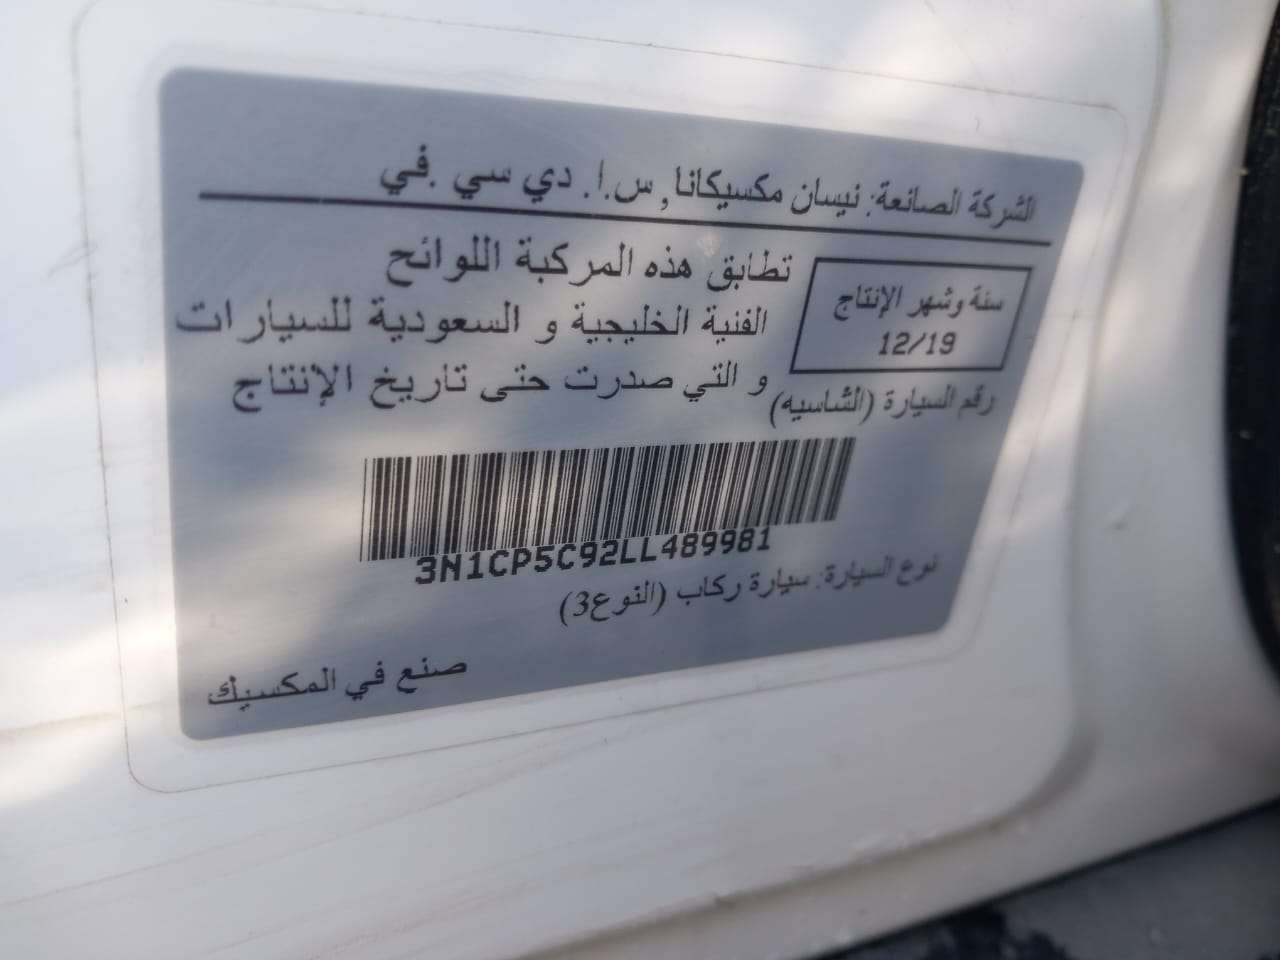 الشركة الصانعة: نيسان مكسيكانا, س.ا. دي سي .في
سنة وشهر الإنتاج
12/19
تطابق هذه المركبة اللوائح
الفنية الخليجية و السعودية للسيارات
و التي صدرت حتى تاريخ الإنتاج
رقم السيارة (الشاسيه)
3N1CP5C92LL489981
نوع السيارة: سيارة ركاب (النوع3)
صنع في المكسيك